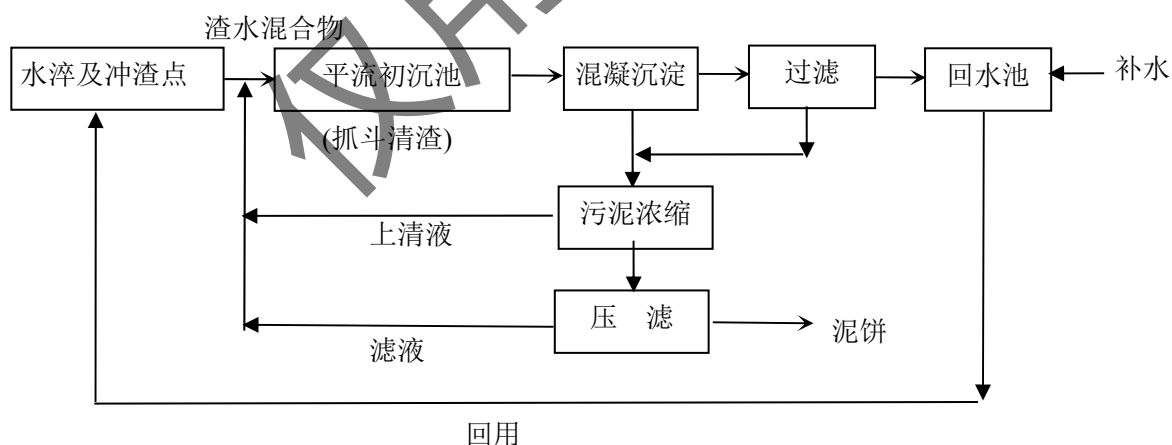 渣水混合物
水淬及冲渣点
平流初沉池
混凝沉淀
过滤
回水池
补水
(抓斗清渣)
污泥浓缩
上清液
压 滤
泥饼
滤液
回用